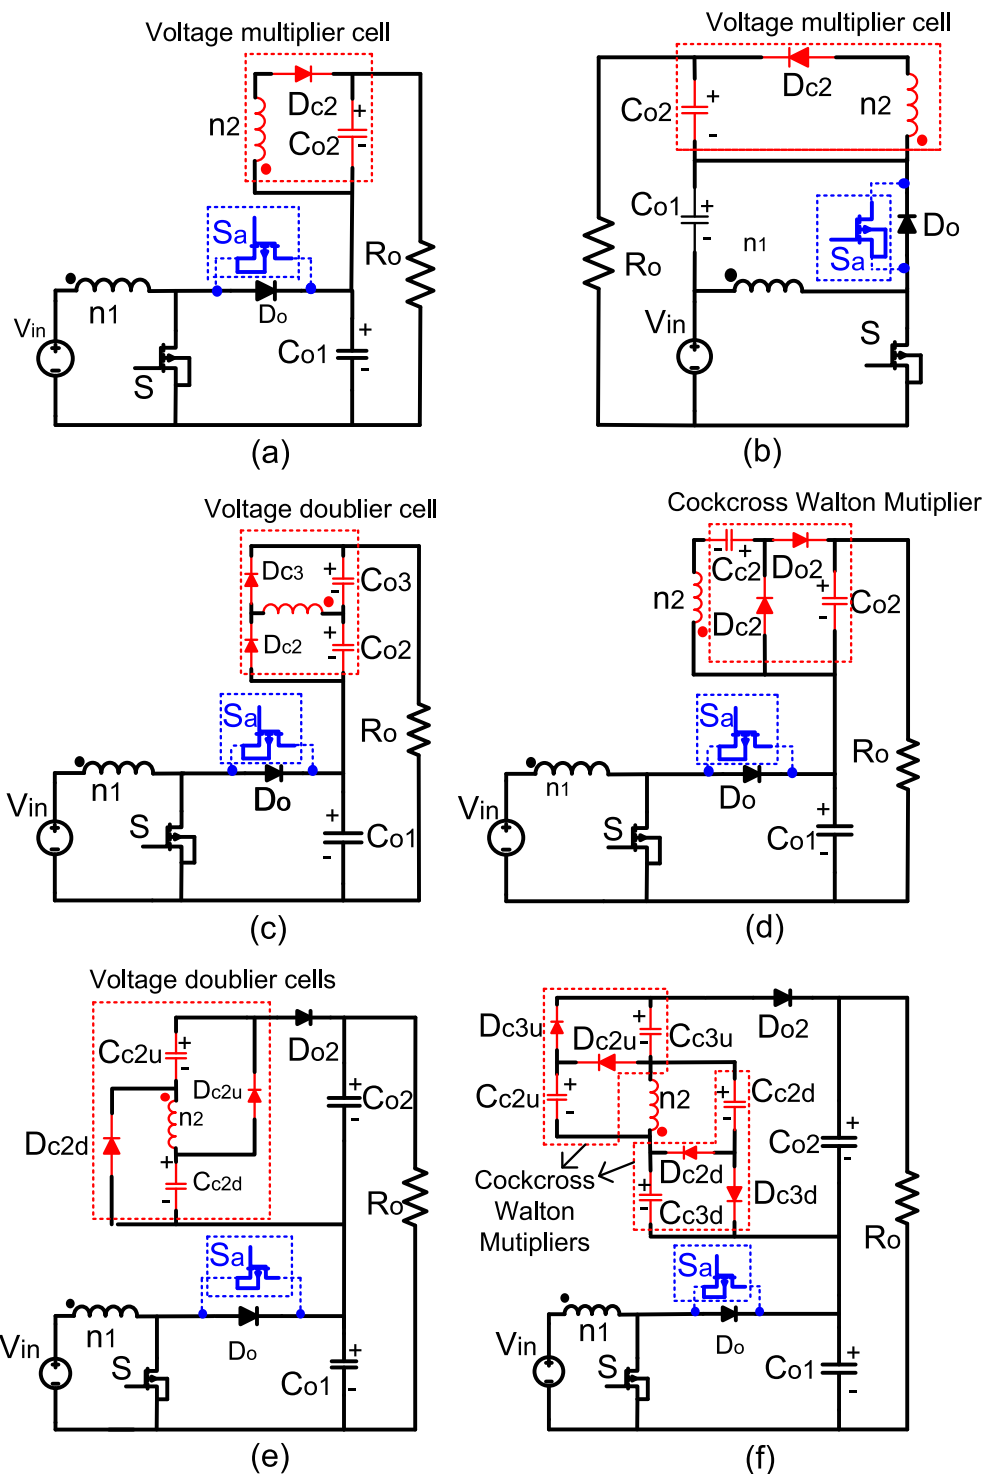 Voltage multiplier cell
Dc2
n2
+
Co2
-
Sa
Ro
n1
Do
Vin
+
Co1
-
S
(a)
Voltage multiplier cell
Dc2
n2
Co2
+
-
Co1
+
-
n1
Sa
Do
Ro
Vin
S
(b)
Voltage doublier cell
Dc3
+
-
Co3
Dc2
+
-
Co2
Sa
Ro
n1
Do
Vin
S
+
Co1
-
(c)
Cockcross Walton Mutiplier
- +
Cc2
Do2
n2
Dc2
+
-
Co2
Sa
Ro
n1
Do
Vin
S
+
Co1
-
(d)
Voltage doublier cells
Do2
Cc2u
+
-
Dc2u
n2
Dc2d
+
-
Cc2d
+
-
Co2
Ro
Sa
n1
Do
Vin
S
+
Co1
-
(e)
Dc3u
Dc2u
+
-
Cc3u
Do2
Cc2u
+
-
n2
+
-
Cc2d
Co2
+
-
Dc2d
Cockcross
Walton
Mutipliers
+
-
Cc3d
Dc3d
Ro
Sa
n1
Do
Vin
S
+
Co1
-
(f)